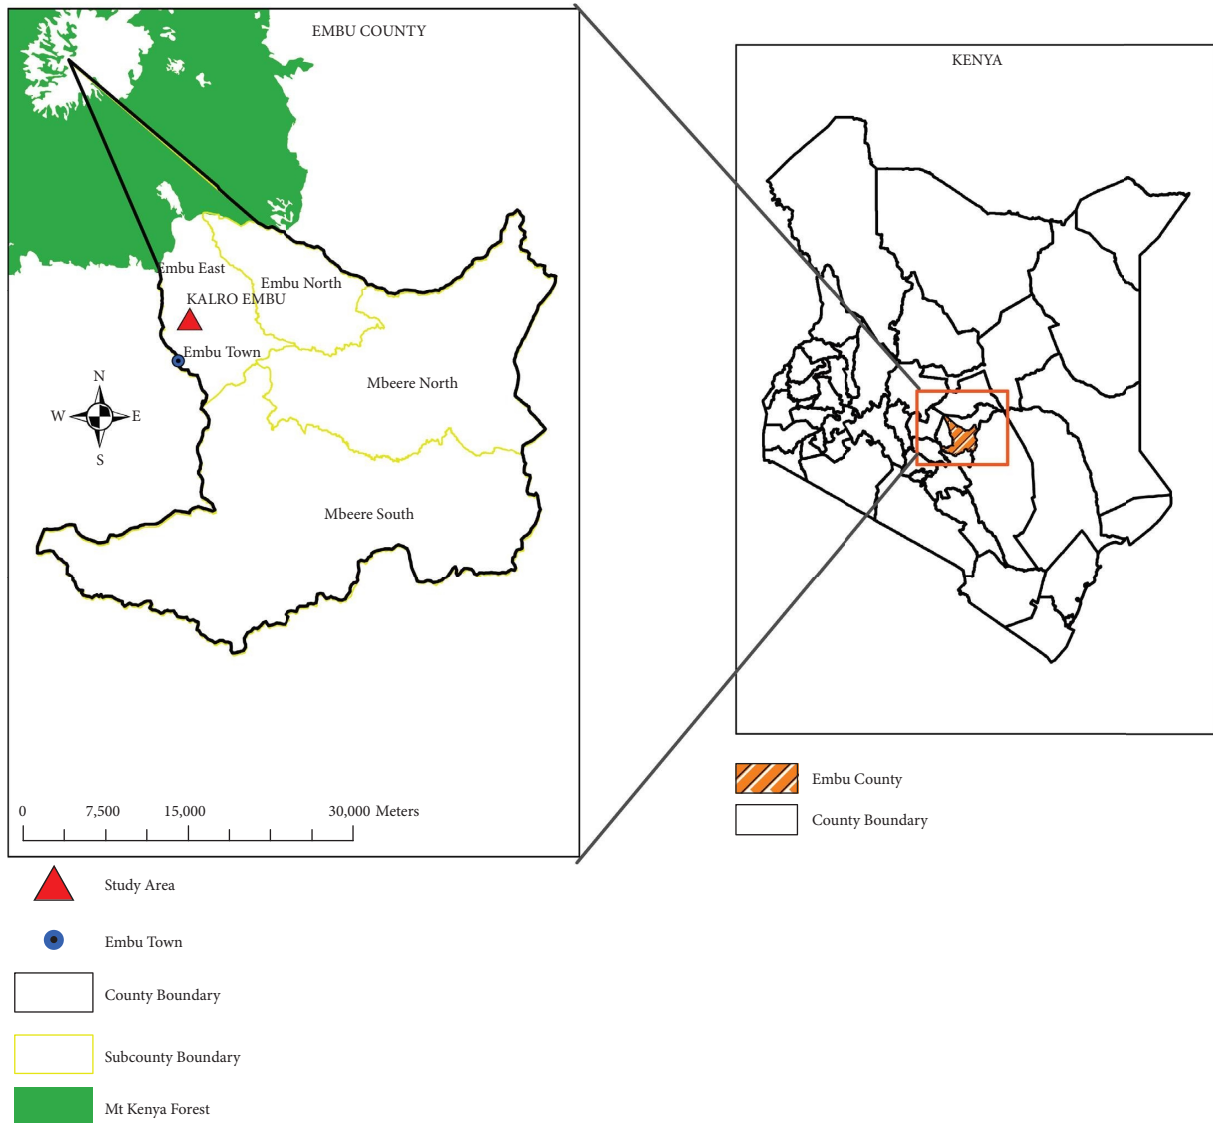 EMBU COUNTY
Embu East
Embu North
KALRO EMBU
Embu Town
Mbeere North
N
W
E
S
Mbeere South
0 7,500 15,000 30,000 Meters
Study Area
Embu Town
County Boundary
Subcounty Boundary
Mt Kenya Forest
KENYA
Embu County
County Boundary